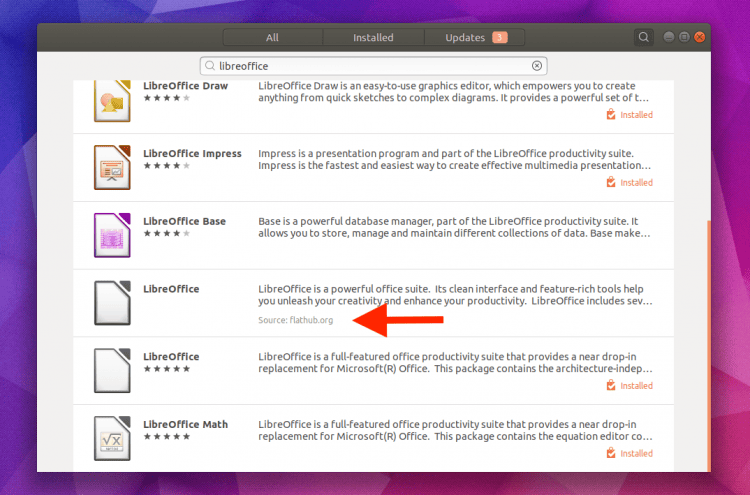 All
Installed
Updates
3
libreoffice
LibreOffice Draw
LibreOffice Draw is an easy-to-use graphics editor, which empowers you to create
anything from quick sketches to complex diagrams. It provides a powerful set of t...
Installed
LibreOffice Impress
Impress is a presentation program and part of the LibreOffice productivity suite.
Impress is the fastest and easiest way to create effective multimedia presentation...
Installed
LibreOffice Base
Base is a powerful database manager, part of the LibreOffice productivity suite. It
allows you to store, manage and maintain different collections of data. Base make...
LibreOffice
LibreOffice is a powerful office suite.  Its clean interface and feature-rich tools help
you unleash your creativity and enhance your productivity.  LibreOffice includes sev...
Source: flathub.org
LibreOffice
LibreOffice is a full-featured office productivity suite that provides a near drop-in
replacement for Microsoft(R) Office.  This package contains the architecture-indep...
Installed
LibreOffice Math
LibreOffice is a full-featured office productivity suite that provides a near drop-in
replacement for Microsoft(R) Office.  This package contains the equation editor co...
Installed